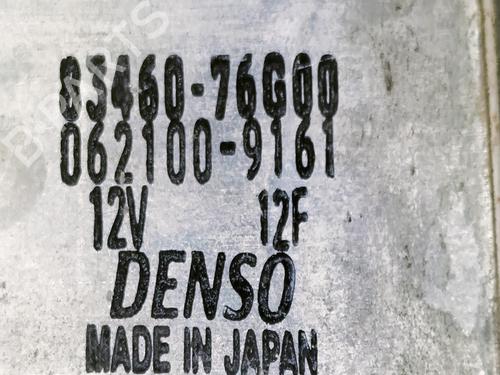 83460-76G00
062100-9161
12V 12F
DENSO
MADE IN JAPAN